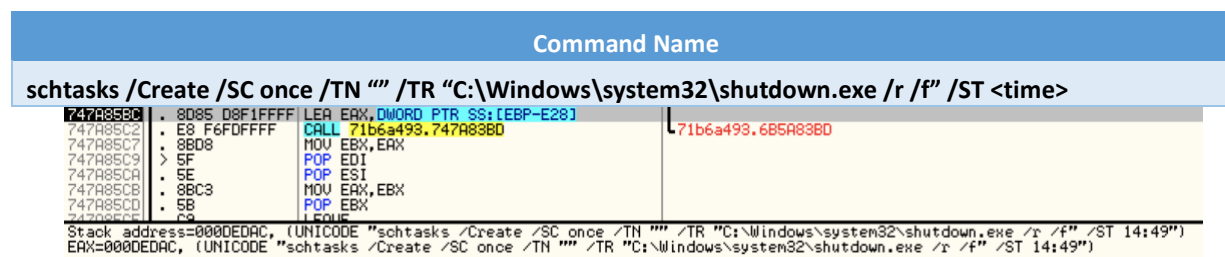 Command Name
schtasks /Create /SC once /TN “” /TR “C:\Windows\system32\shutdown.exe /r /f” /ST <time>
747A85BC . 8D85 D8F1FFFF LEA EAX,DWORD PTR SS:[EBP-E28]
747A85C2 . E8 F6FDFFFF CALL 71b6a493.747A83BD 71b6a493.6B5A83BD
747A85C7 . 8BD8 MOV EBX,EAX
747A85C9 > 5F POP EDI
747A85CA . 5E POP ESI
747A85CB . 8BC3 MOV EAX,EBX
747A85CD . 5B POP EBX
747A85CE . C9 LEAVE
Stack address=000DEDAC, (UNICODE "schtasks /Create /SC once /TN "" /TR "C:\Windows\system32\shutdown.exe /r /f" /ST 14:49")
EAX=000DEDAC, (UNICODE "schtasks /Create /SC once /TN "" /TR "C:\Windows\system32\shutdown.exe /r /f" /ST 14:49")